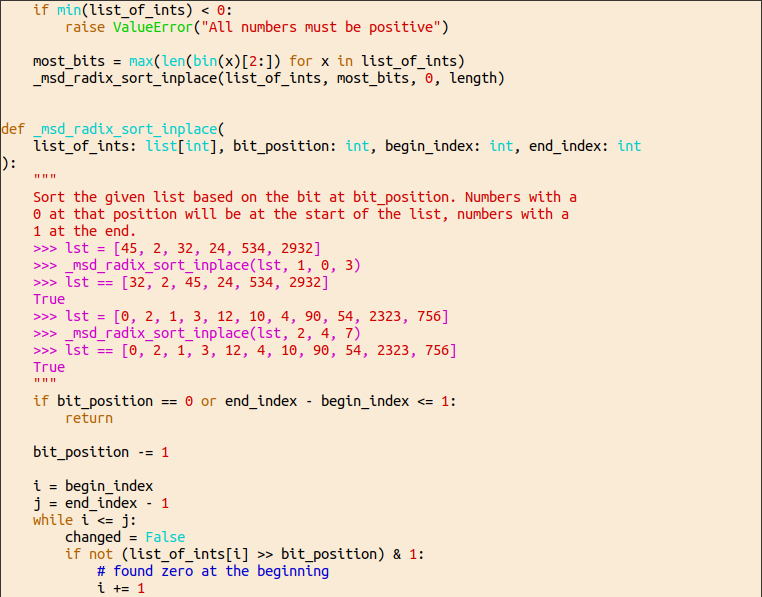 if min(list_of_ints) < 0:
        raise ValueError("All numbers must be positive")

    most_bits = max(len(bin(x)[2:]) for x in list_of_ints)
    _msd_radix_sort_inplace(list_of_ints, most_bits, 0, length)


def _msd_radix_sort_inplace(
    list_of_ints: list[int], bit_position: int, begin_index: int, end_index: int
):
    """
    Sort the given list based on the bit at bit_position. Numbers with a
    0 at that position will be at the start of the list, numbers with a
    1 at the end.
    >>> lst = [45, 2, 32, 24, 534, 2932]
    >>> _msd_radix_sort_inplace(lst, 1, 0, 3)
    >>> lst == [32, 2, 45, 24, 534, 2932]
    True
    >>> lst = [0, 2, 1, 3, 12, 10, 4, 90, 54, 2323, 756]
    >>> _msd_radix_sort_inplace(lst, 2, 4, 7)
    >>> lst == [0, 2, 1, 3, 12, 4, 10, 90, 54, 2323, 756]
    True
    """
    if bit_position == 0 or end_index - begin_index <= 1:
        return

    bit_position -= 1

    i = begin_index
    j = end_index - 1
    while i <= j:
        changed = False
        if not (list_of_ints[i] >> bit_position) & 1:
            # found zero at the beginning
            i += 1